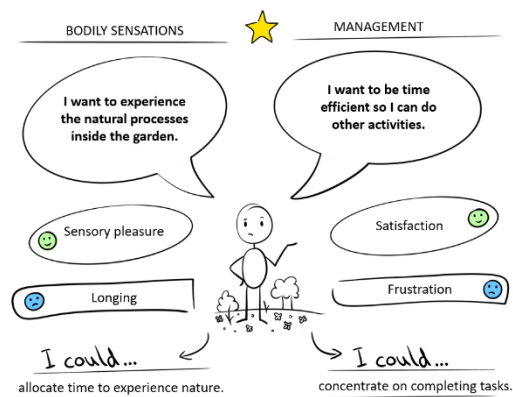 BODILY SENSATIONS
MANAGEMENT
I want to experience
the natural processes
inside the garden.
I want to be time
efficient so I can do
other activities.
Sensory pleasure
Satisfaction
Longing
Frustration
I could...
allocate time to experience nature.
I could...
concentrate on completing tasks.